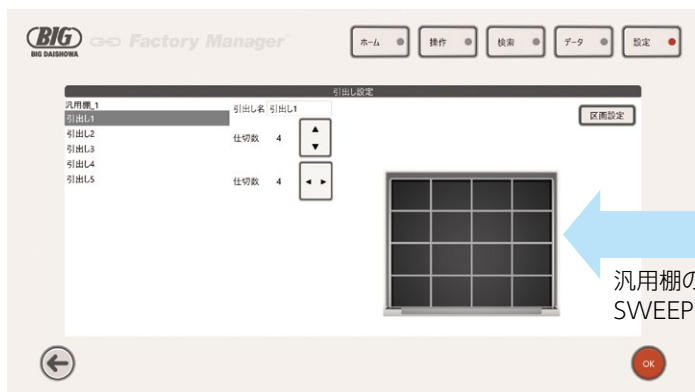 BIG
BIG DAISHOWA
Factory Manager
ホーム
操作
検索
データ
設定
引出し設定
汎用棚_1
引出し1
引出し2
引出し3
引出し4
引出し5
引出し名 引出し1
仕切数 4
仕切数 4
区画設定
汎用棚の
SWEEP
OK